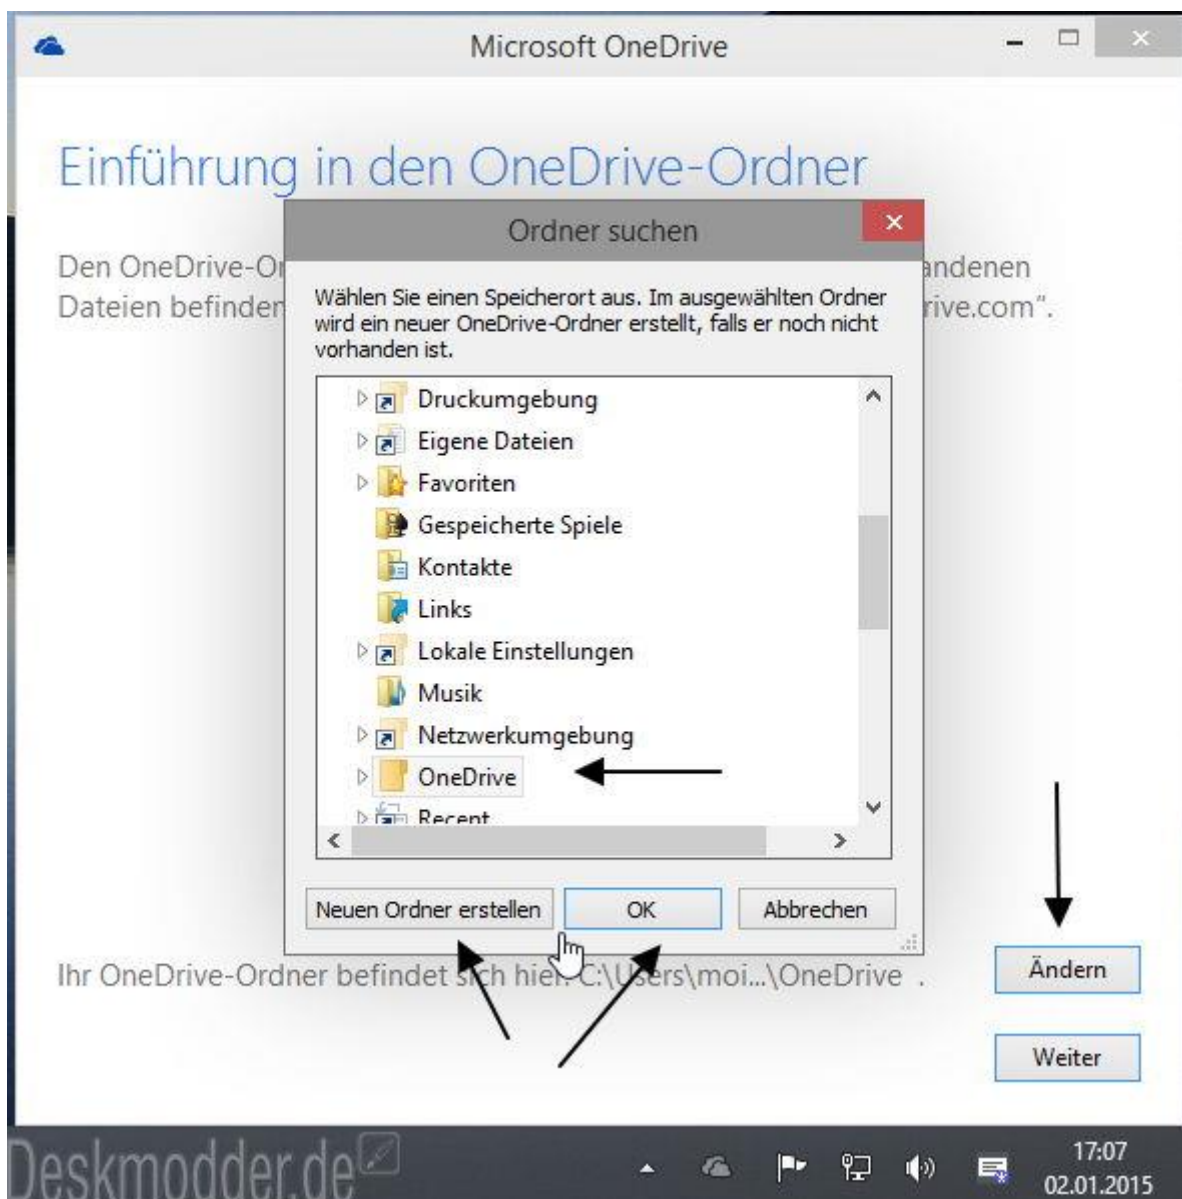 Microsoft OneDrive
Einführung in den OneDrive-Ordner
Ordner suchen
Den OneDrive-Or
andenen
Dateien befinden
rive.com".
Wählen Sie einen Speicherort aus. Im ausgewählten Ordner
wird ein neuer OneDrive-Ordner erstellt, falls er noch nicht
vorhanden ist.
Druckumgebung
Eigene Dateien
Favoriten
Gespeicherte Spiele
Kontakte
Links
Lokale Einstellungen
Musik
Netzwerkumgebung
OneDrive
Recent
Neuen Ordner erstellen
OK
Abbrechen
Ihr OneDrive-Ordner befindet sich hier: C:\Users\moi...\OneDrive .
Ändern
Weiter
Deskmodder.de
17:07
02.01.2015